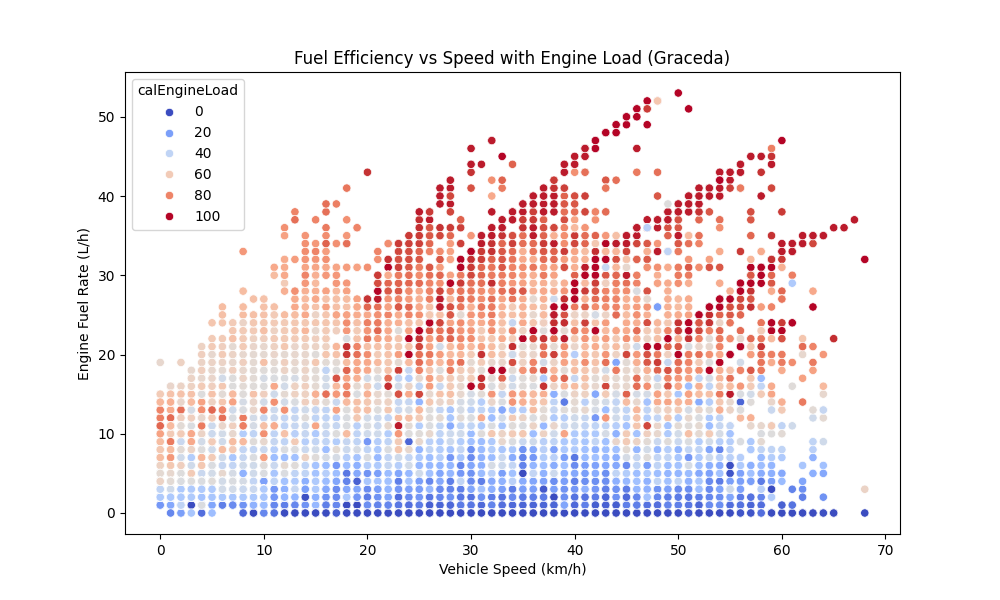 Fuel Efficiency vs Speed with Engine Load (Graceda)
calEngineLoad
0
20
40
60
80
100
Engine Fuel Rate (L/h)
50
40
30
20
10
0
0 10 20 30 40 50 60 70
Vehicle Speed (km/h)